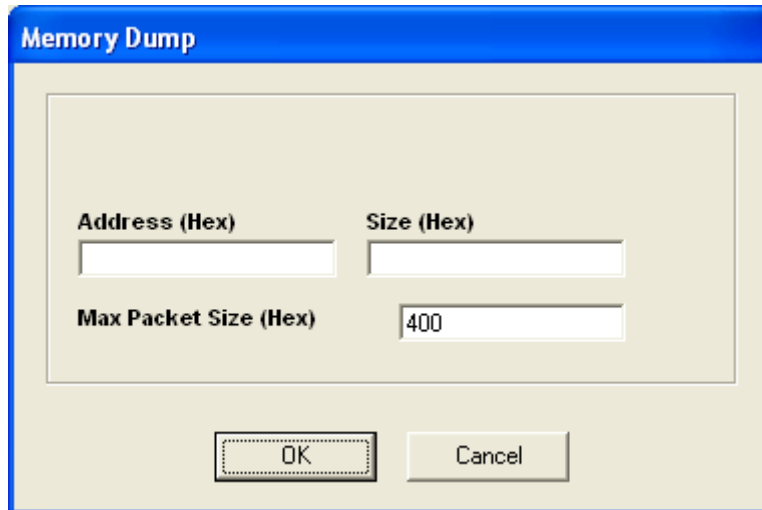 Memory Dump
Address (Hex) Size (Hex)
Max Packet Size (Hex) 400
OK Cancel